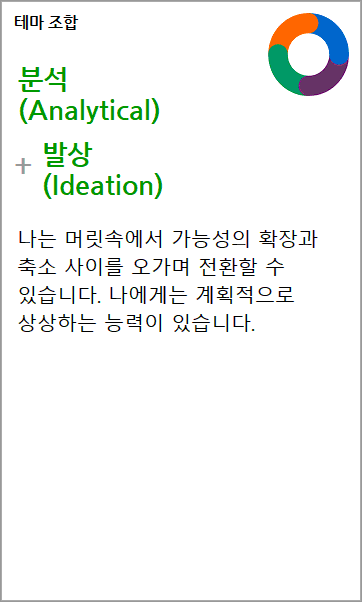 테마 조합
분석
(Analytical)
+ 발상
(Ideation)
나는 머릿속에서 가능성의 확장과
축소 사이를 오가며 전환할 수
있습니다. 나에게는 계획적으로
상상하는 능력이 있습니다.